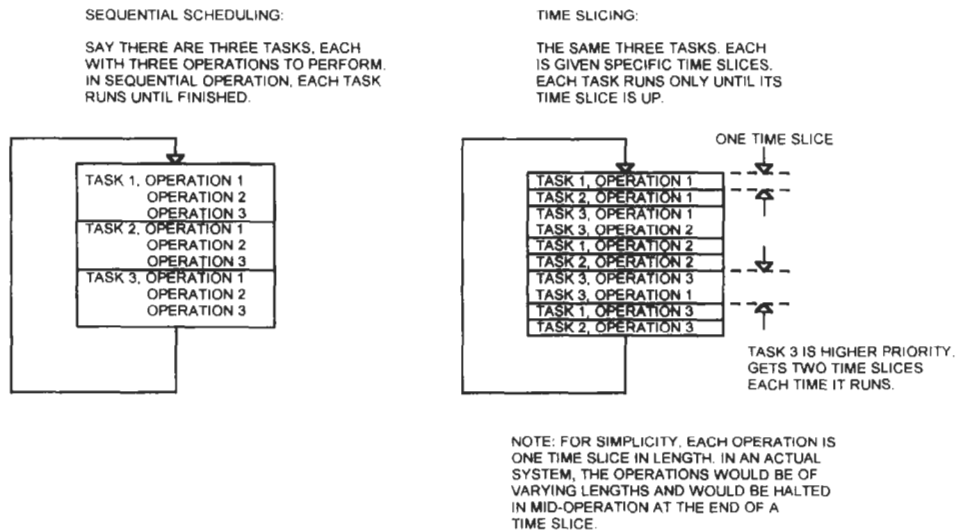 SEQUENTIAL SCHEDULING:
SAY THERE ARE THREE TASKS, EACH
WITH THREE OPERATIONS TO PERFORM.
IN SEQUENTIAL OPERATION, EACH TASK
RUNS UNTIL FINISHED.
TASK 1, OPERATION 1
OPERATION 2
OPERATION 3
TASK 2, OPERATION 1
OPERATION 2
OPERATION 3
TASK 3, OPERATION 1
OPERATION 2
OPERATION 3
TIME SLICING:
THE SAME THREE TASKS. EACH
IS GIVEN SPECIFIC TIME SLICES.
EACH TASK RUNS ONLY UNTIL ITS
TIME SLICE IS UP.
ONE TIME SLICE
TASK 1, OPERATION 1
TASK 2, OPERATION 1
TASK 3, OPERATION 1
TASK 3, OPERATION 2
TASK 1, OPERATION 2
TASK 2, OPERATION 2
TASK 3, OPERATION 3
TASK 3, OPERATION 1
TASK 1, OPERATION 3
TASK 2, OPERATION 3
TASK 3 IS HIGHER PRIORITY.
GETS TWO TIME SLICES
EACH TIME IT RUNS.
NOTE: FOR SIMPLICITY, EACH OPERATION IS
ONE TIME SLICE IN LENGTH. IN AN ACTUAL
SYSTEM, THE OPERATIONS WOULD BE OF
VARYING LENGTHS AND WOULD BE HALTED
IN MID-OPERATION AT THE END OF A
TIME SLICE.